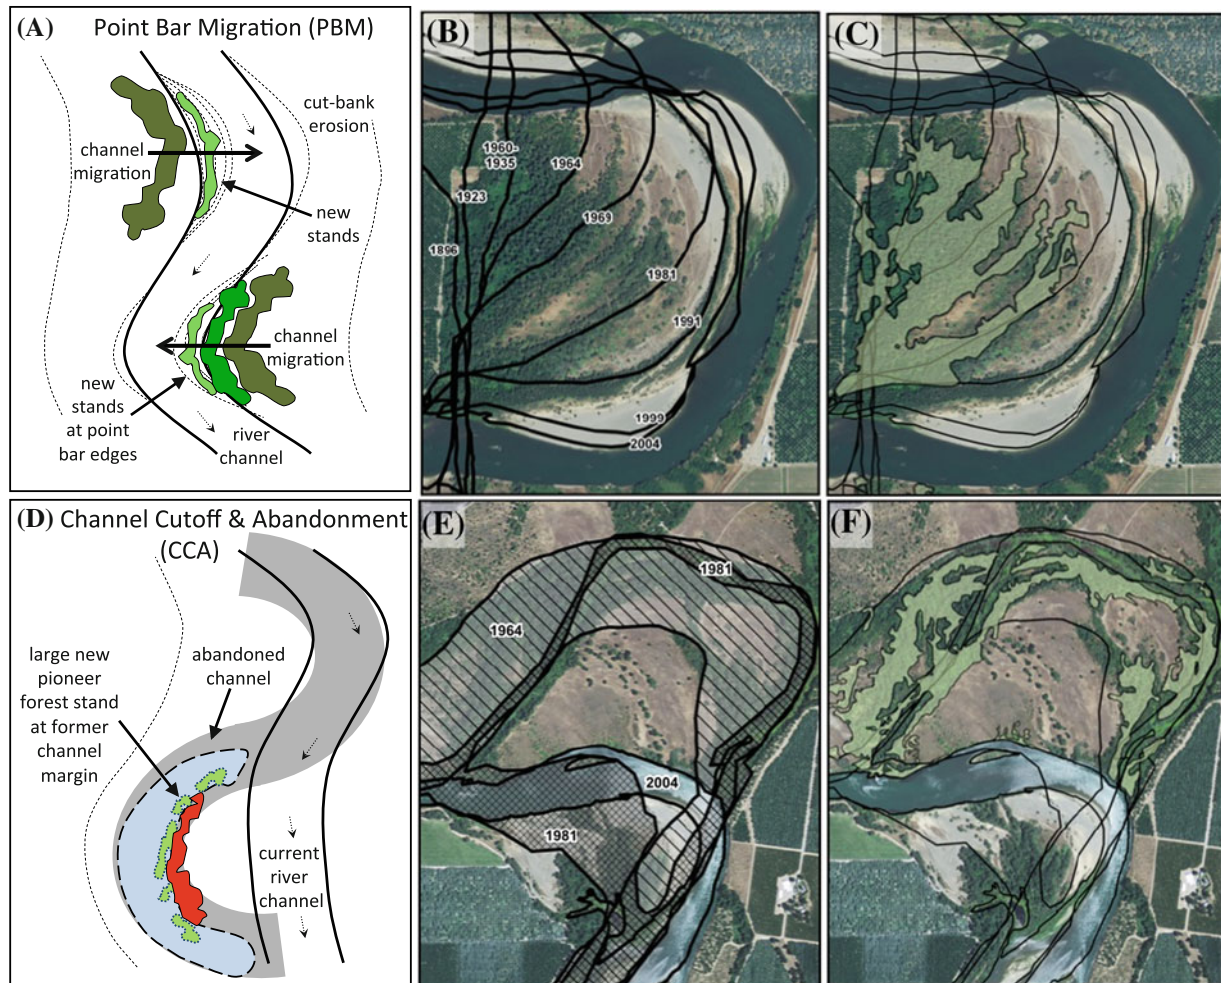 (A) Point Bar Migration (PBM)
cut-bank
erosion
channel
migration
new
stands
channel
migration
new
stands
at point
bar edges
river
channel
(B)
1960-
1935
1964
1923
1969
1896
1981
1991
1999
2004
(C)
(D) Channel Cutoff & Abandonment
(CCA)
large new
pioneer
forest stand
at former
channel
margin
abandoned
channel
current
river
channel
(E)
1981
1964
2004
1981
(F)